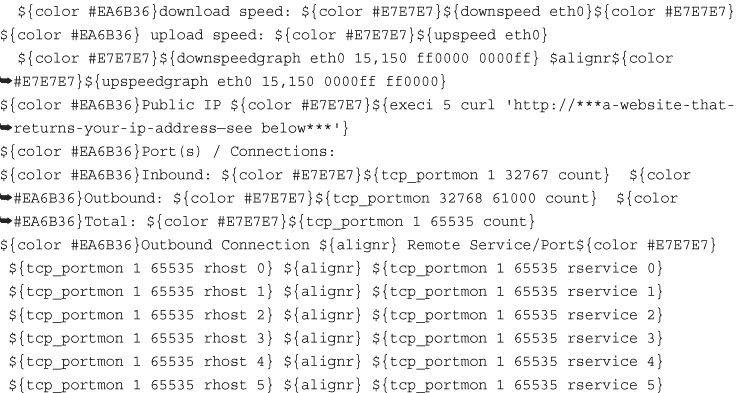 ${color #EA6B36}download speed: ${color #E7E7E7}${downspeed eth0}${color #E7E7E7}
${color #EA6B36} upload speed: ${color #E7E7E7}${upspeed eth0}
${color #E7E7E7}${downspeedgraph eth0 15,150 ff0000 0000ff} $alignr${color
➥#E7E7E7}${upspeedgraph eth0 15,150 0000ff ff0000}
${color #EA6B36}Public IP ${color #E7E7E7}${execi 5 curl 'http://***a-website-that-
➥returns-your-ip-address—see below***'}
${color #EA6B36}Port(s) / Connections:
${color #EA6B36}Inbound: ${color #E7E7E7}${tcp_portmon 1 32767 count}  ${color
➥#EA6B36}Outbound: ${color #E7E7E7}${tcp_portmon 32768 61000 count}  ${color
➥#EA6B36}Total: ${color #E7E7E7}${tcp_portmon 1 65535 count}
${color #EA6B36}Outbound Connection ${alignr} Remote Service/Port${color #E7E7E7}
${tcp_portmon 1 65535 rhost 0} ${alignr} ${tcp_portmon 1 65535 rservice 0}
${tcp_portmon 1 65535 rhost 1} ${alignr} ${tcp_portmon 1 65535 rservice 1}
${tcp_portmon 1 65535 rhost 2} ${alignr} ${tcp_portmon 1 65535 rservice 2}
${tcp_portmon 1 65535 rhost 3} ${alignr} ${tcp_portmon 1 65535 rservice 3}
${tcp_portmon 1 65535 rhost 4} ${alignr} ${tcp_portmon 1 65535 rservice 4}
${tcp_portmon 1 65535 rhost 5} ${alignr} ${tcp_portmon 1 65535 rservice 5}